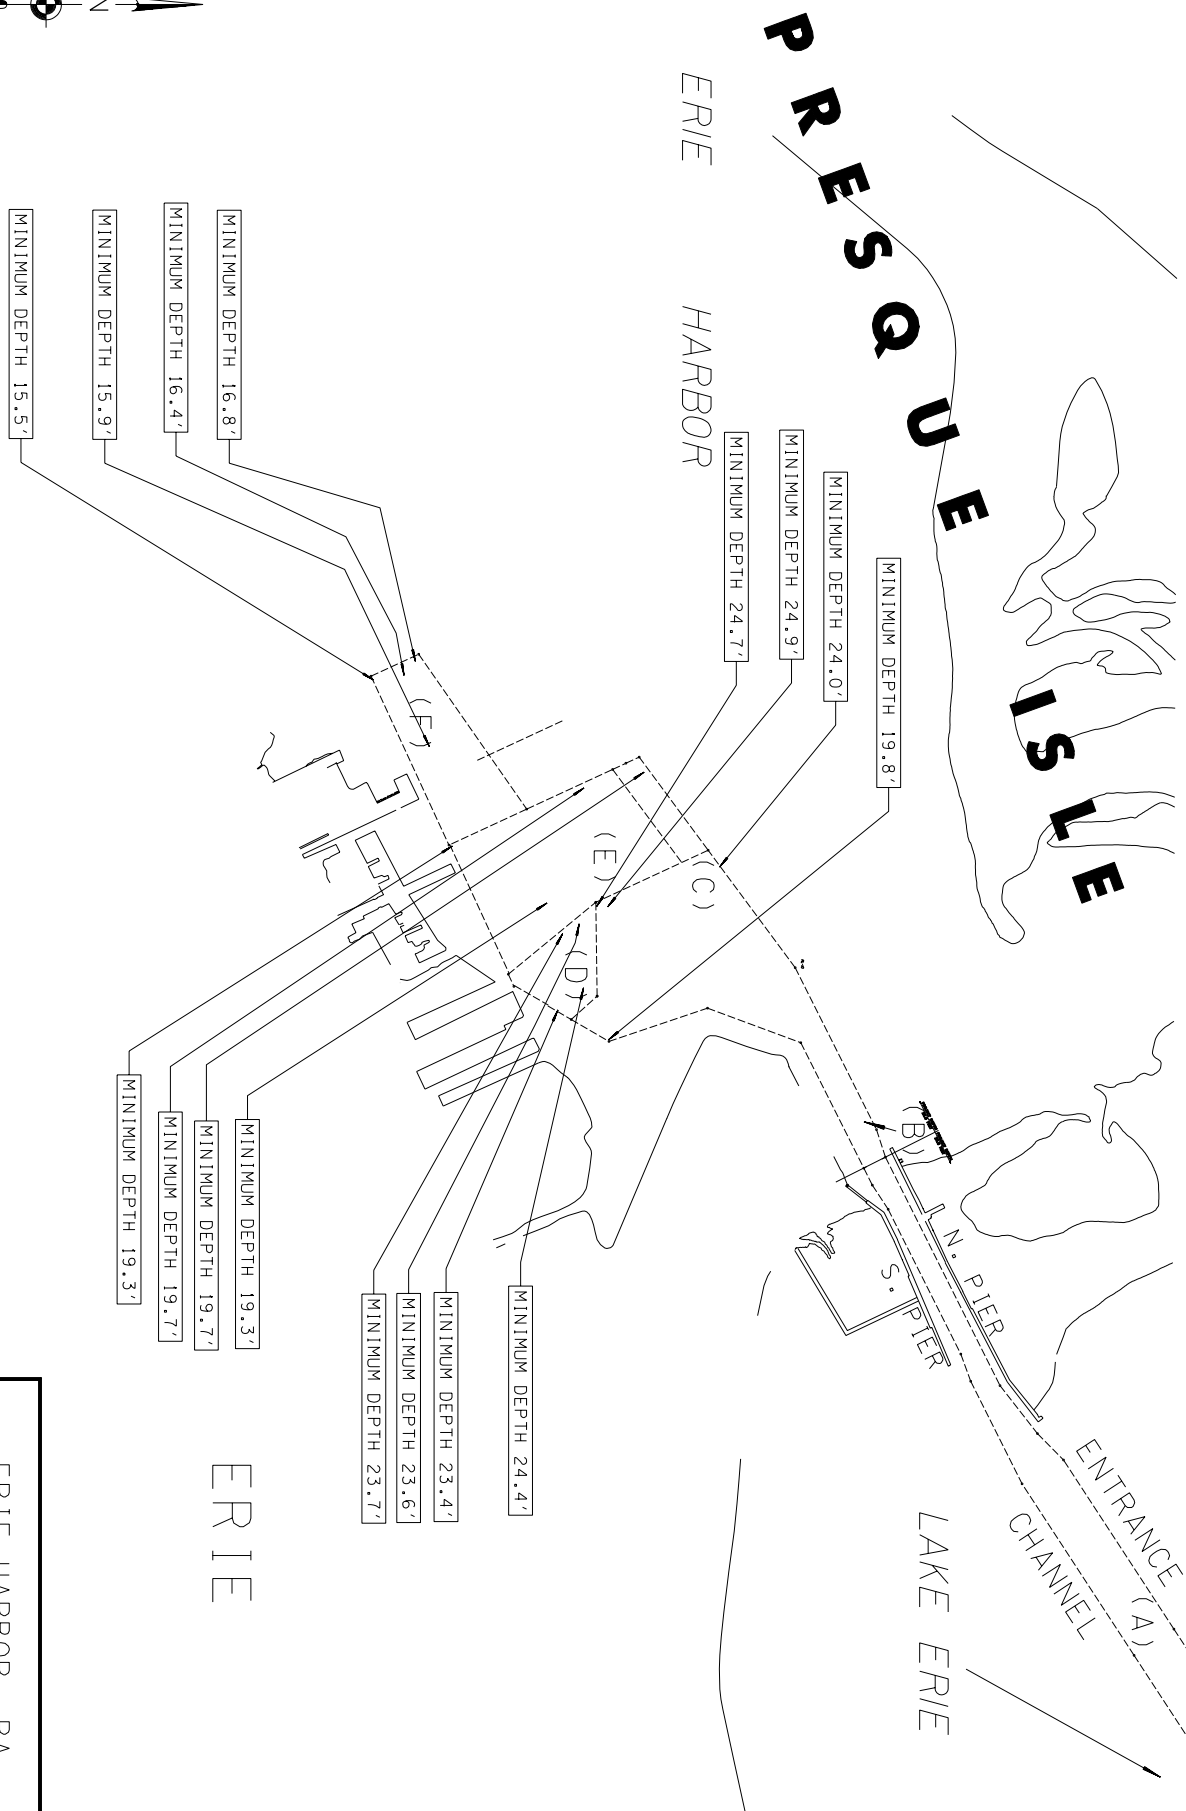 PRESQUE
ISLE
ERIE
HARBOR
MINIMUM DEPTH 19.8'
MINIMUM DEPTH 24.0'
MINIMUM DEPTH 24.9'
MINIMUM DEPTH 24.7'
MINIMUM DEPTH 16.8'
MINIMUM DEPTH 16.4'
MINIMUM DEPTH 15.9'
MINIMUM DEPTH 15.5'
(C)
(E)
(D)
(F)
(B)
N. PIER
S. PIER
ENTRANCE
(A)
CHANNEL
LAKE ERIE
MINIMUM DEPTH 24.4'
MINIMUM DEPTH 23.4'
MINIMUM DEPTH 23.6'
MINIMUM DEPTH 23.7'
MINIMUM DEPTH 19.3'
MINIMUM DEPTH 19.7'
MINIMUM DEPTH 19.7'
MINIMUM DEPTH 19.3'
ERIE
N
ERIE HARBOR PA